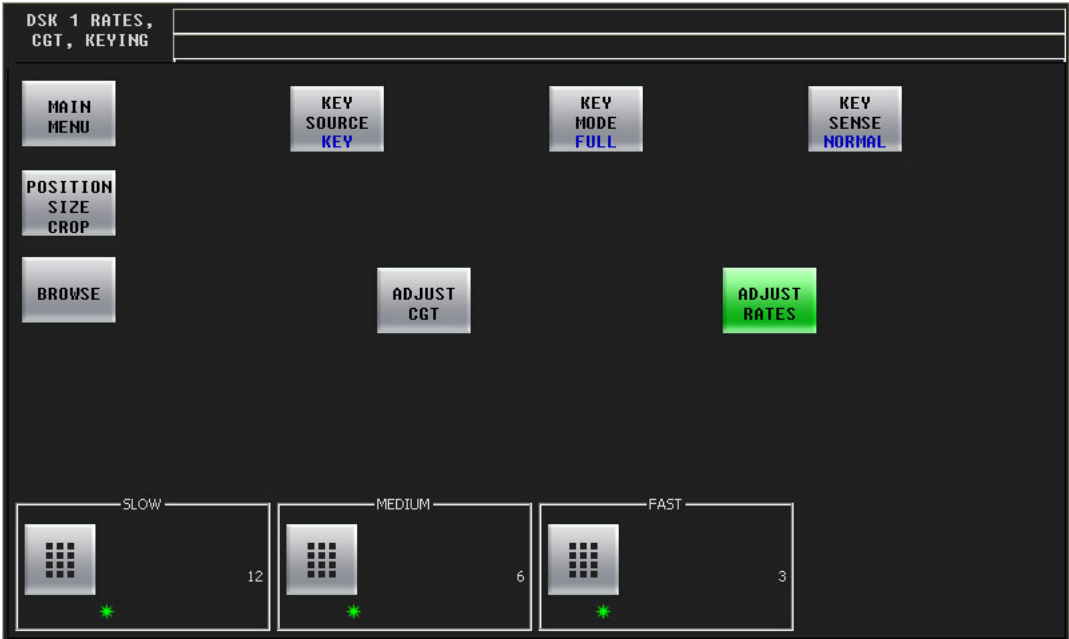 DSK 1 RATES,
CGT, KEYING
MAIN
MENU
KEY
SOURCE
KEY
KEY
MODE
FULL
KEY
SENSE
NORMAL
POSITION
SIZE
CROP
BROWSE
ADJUST
CGT
ADJUST
RATES
SLOW
12
MEDIUM
6
FAST
3